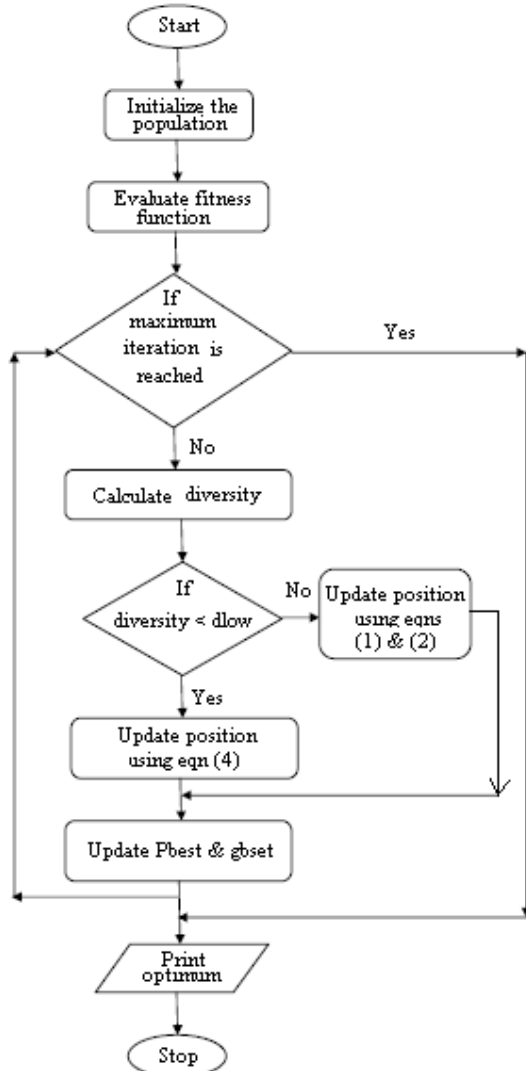 Start
Initialize the
population
Evaluate fitness
function
If
maximum
iteration is
reached
Yes
No
Calculate diversity
If
diversity < dlow
No
Update position
using eqns
(1) & (2)
Yes
Update position
using eqn (4)
Update Pbest & gbset
Print
optimum
Stop